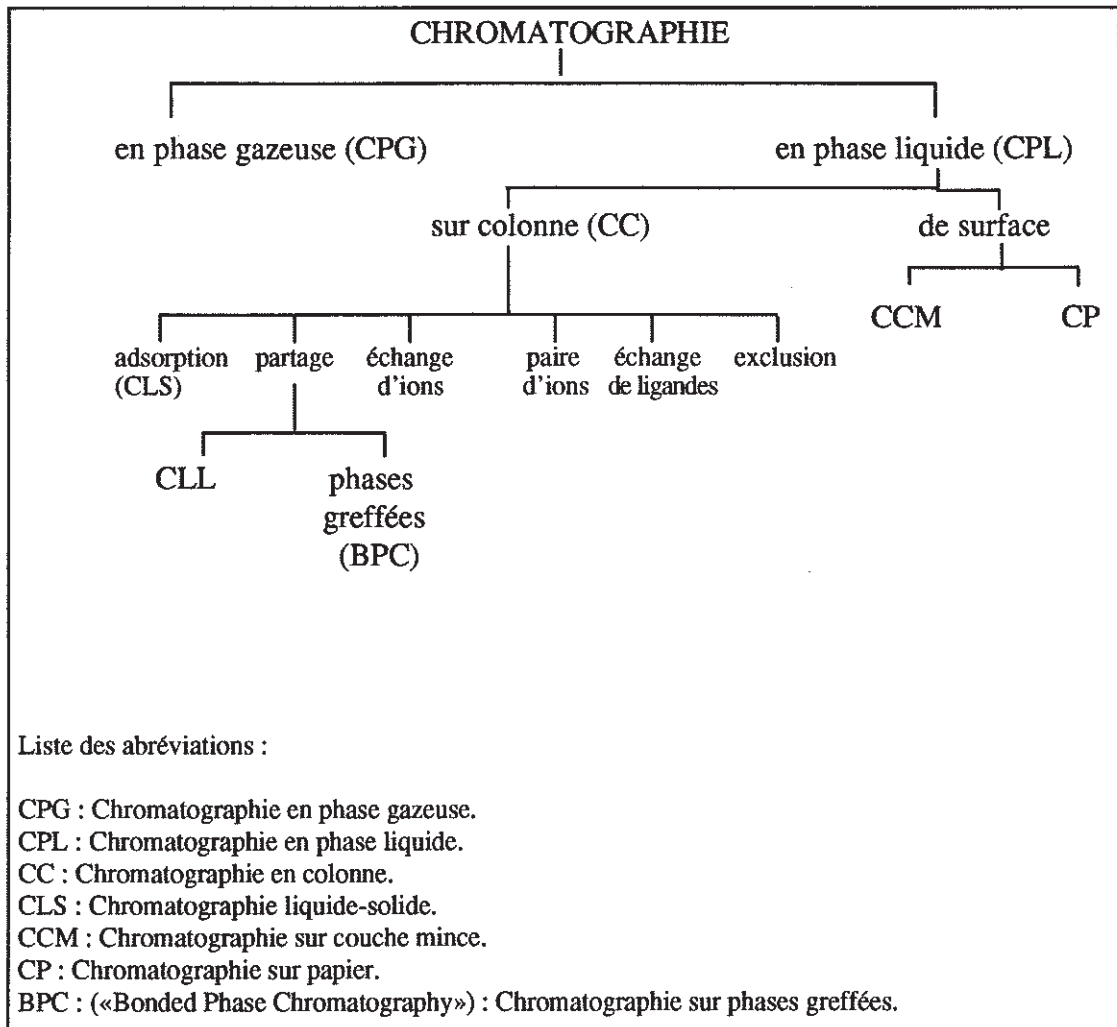 CHROMATOGRAPHIE
en phase gazeuse (CPG)
en phase liquide (CPL)
sur colonne (CC)
de surface
CCM
CP
adsorption
(CLS)
partage
échange
d'ions
paire
d'ions
échange
de ligandes
exclusion
CLL
phases
greffées
(BPC)
Liste des abréviations :
CPG : Chromatographie en phase gazeuse.
CPL : Chromatographie en phase liquide.
CC : Chromatographie en colonne.
CLS : Chromatographie liquide-solide.
CCM : Chromatographie sur couche mince.
CP : Chromatographie sur papier.
BPC : («Bonded Phase Chromatography») : Chromatographie sur phases greffées.